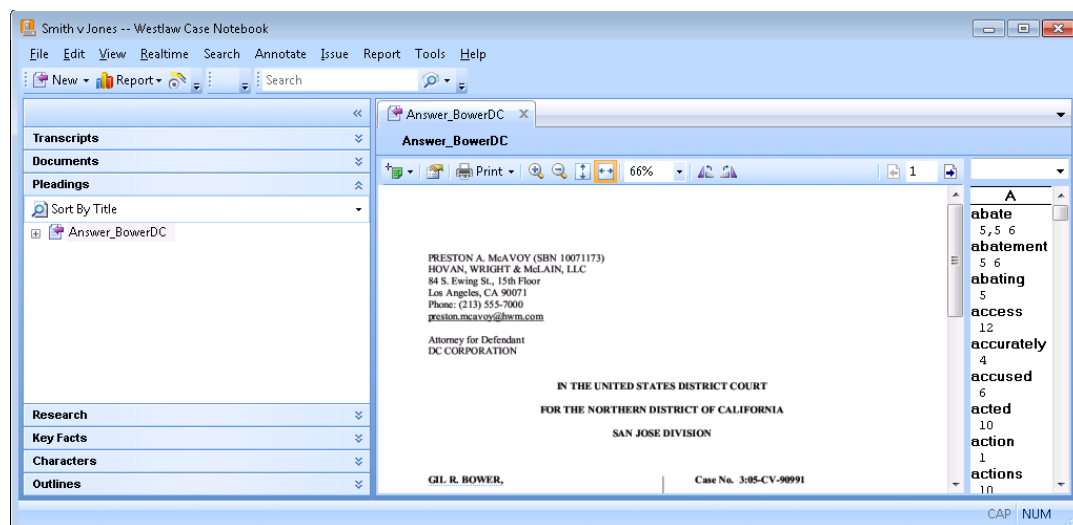 Smith v Jones -- Westlaw Case Notebook
File Edit View Realtime Search Annotate Issue Report Tools Help
New Report Search
Answer_BowerDC
Transcripts
Answer_BowerDC
Documents
Print 66% 1
Pleadings
Sort By Title
Answer_BowerDC
PRESTON A. McAVOY (SBN 10071173)
HOVAN, WRIGHT & McLAIN, LLC
84 S. Ewing St., 15th Floor
Los Angeles, CA 90071
Phone: (213) 555-7000
preston.mcavoy@hwm.com
Attorney for Defendant
DC CORPORATION
IN THE UNITED STATES DISTRICT COURT
FOR THE NORTHERN DISTRICT OF CALIFORNIA
SAN JOSE DIVISION
GIL R. BOWER,
Case No. 3:05-CV-90991
A
abate
5,5 6
abatement
5 6
abating
5
access
12
accurately
4
accused
6
acted
10
action
1
actions
10
Research
Key Facts
Characters
Outlines
CAP NUM